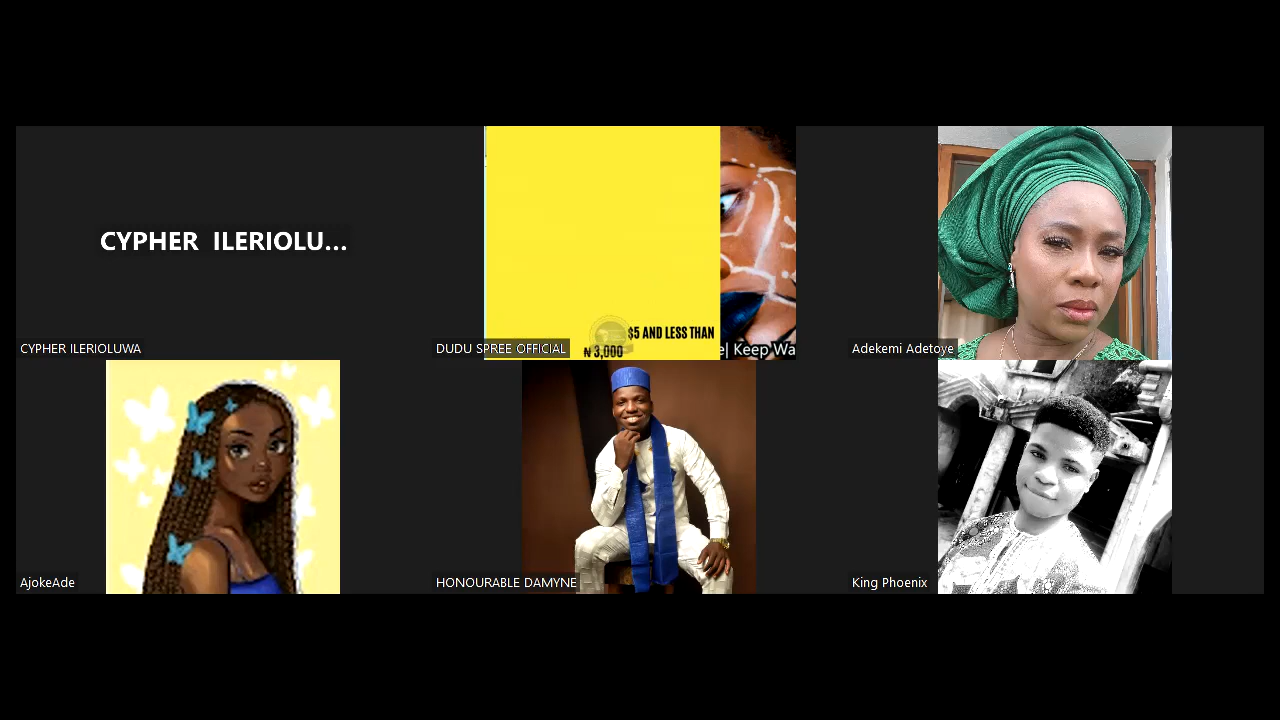 CYPHER ILERIOLU...
CYPHER ILERIOLUWA
$5 AND LESS THAN
₦ 3,000
DUDU SPREE OFFICIAL
e| Keep Wa
Adekemi Adetoye
AjokeAde
HONOURABLE DAMYNE
King Phoenix